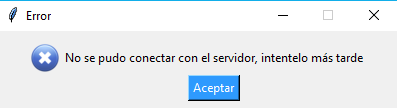 Error
No se pudo conectar con el servidor, intentelo más tarde
Aceptar